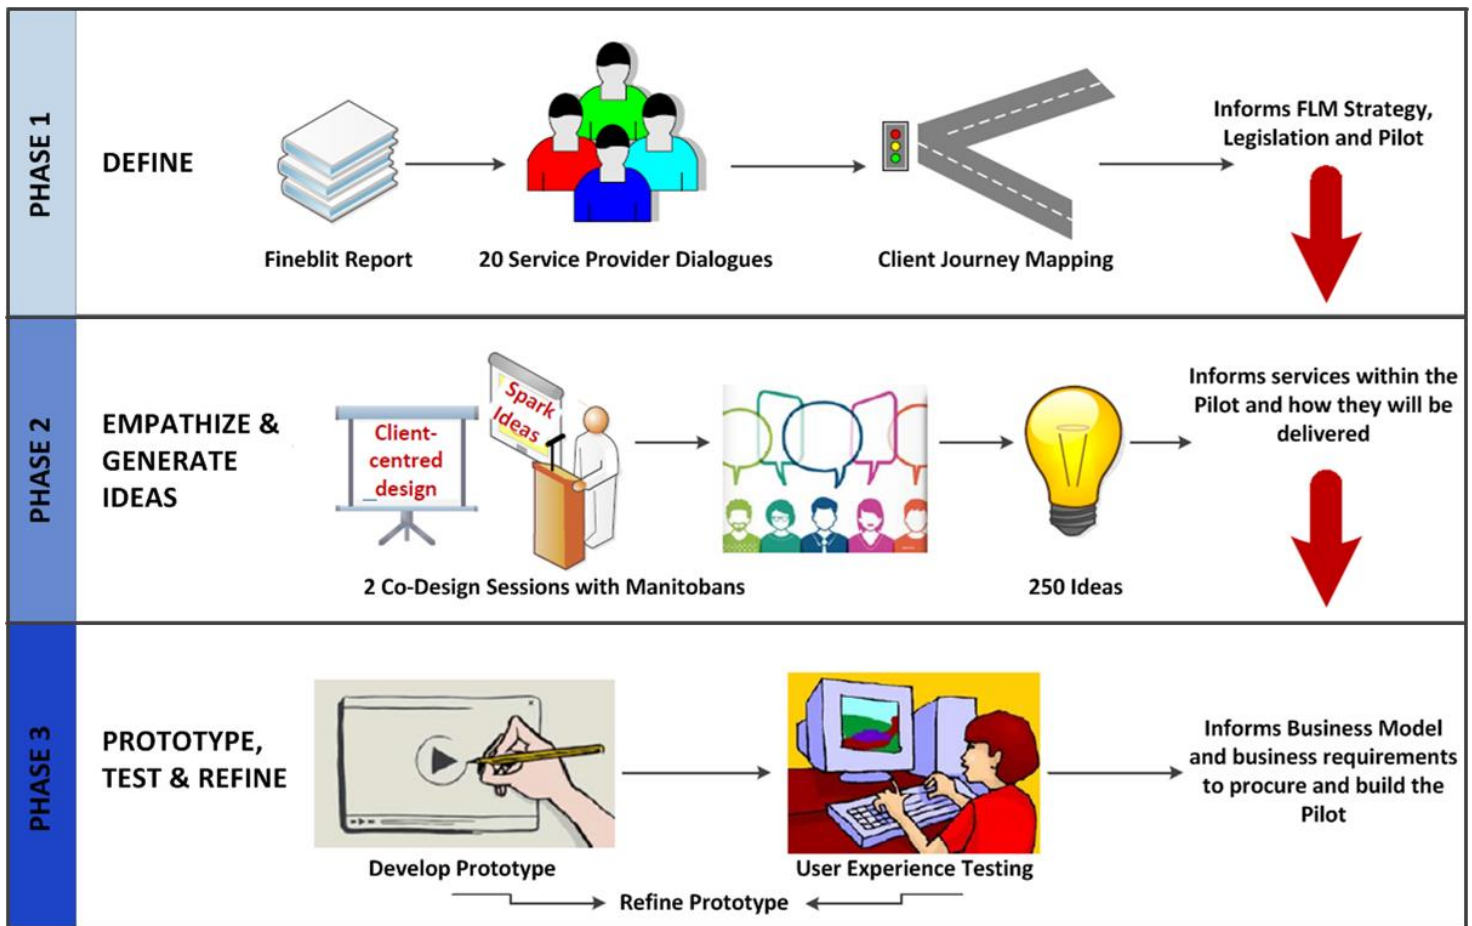 PHASE 1
DEFINE
Fineblit Report
20 Service Provider Dialogues
Client Journey Mapping
Informs FLM Strategy,
Legislation and Pilot
PHASE 2
EMPATHIZE &
GENERATE
IDEAS
Client-
centred
design
Spark
Ideas
2 Co-Design Sessions with Manitobans
250 Ideas
Informs services within the
Pilot and how they will be
delivered
PHASE 3
PROTOTYPE,
TEST & REFINE
Develop Prototype
User Experience Testing
Refine Prototype
Informs Business Model
and business requirements
to procure and build the
Pilot